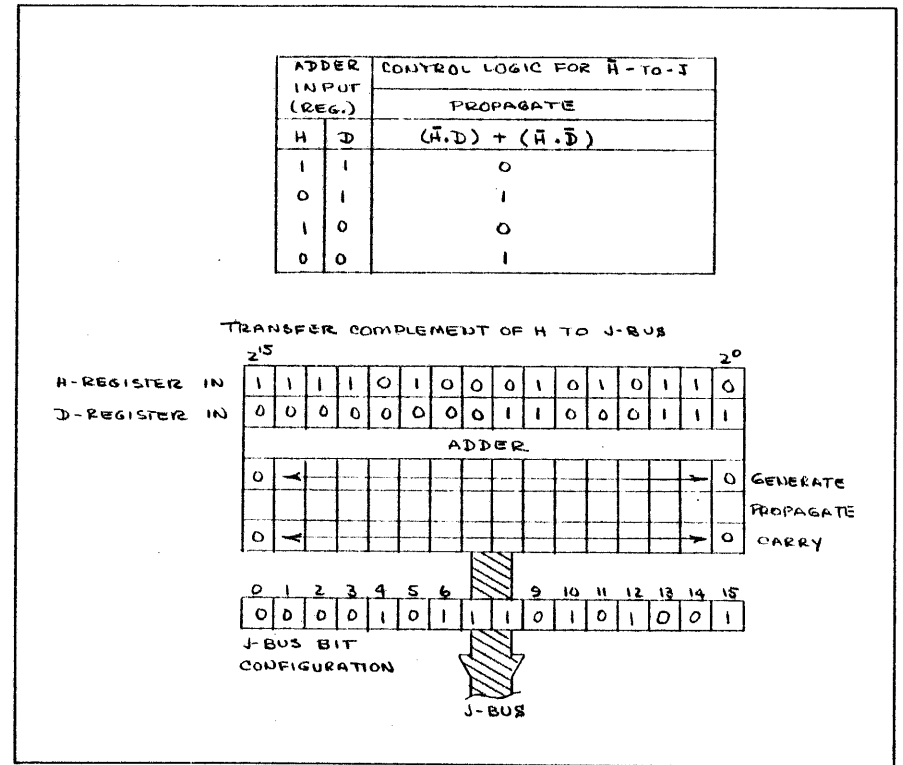 ADDER INPUT (REG.) CONTROL LOGIC FOR H̄-TO-J
PROPAGATE
H D (H̄.D) + (H̄.D̄)
1 1 0
0 1 1
1 0 0
0 0 1
TRANSFER COMPLEMENT OF H TO J-BUS
2¹⁵ 2⁰
H-REGISTER IN 1 1 1 1 0 1 0 0 0 1 0 1 0 1 1 0
D-REGISTER IN 0 0 0 0 0 0 0 0 1 1 0 0 0 1 1 1
ADDER
0 0 GENERATE
PROPAGATE
0 0 CARRY
0 1 2 3 4 5 6 9 10 11 12 13 14 15
0 0 0 0 1 0 1 1 1 0 1 0 1 0 0 1
J-BUS BIT
CONFIGURATION
J-BUS